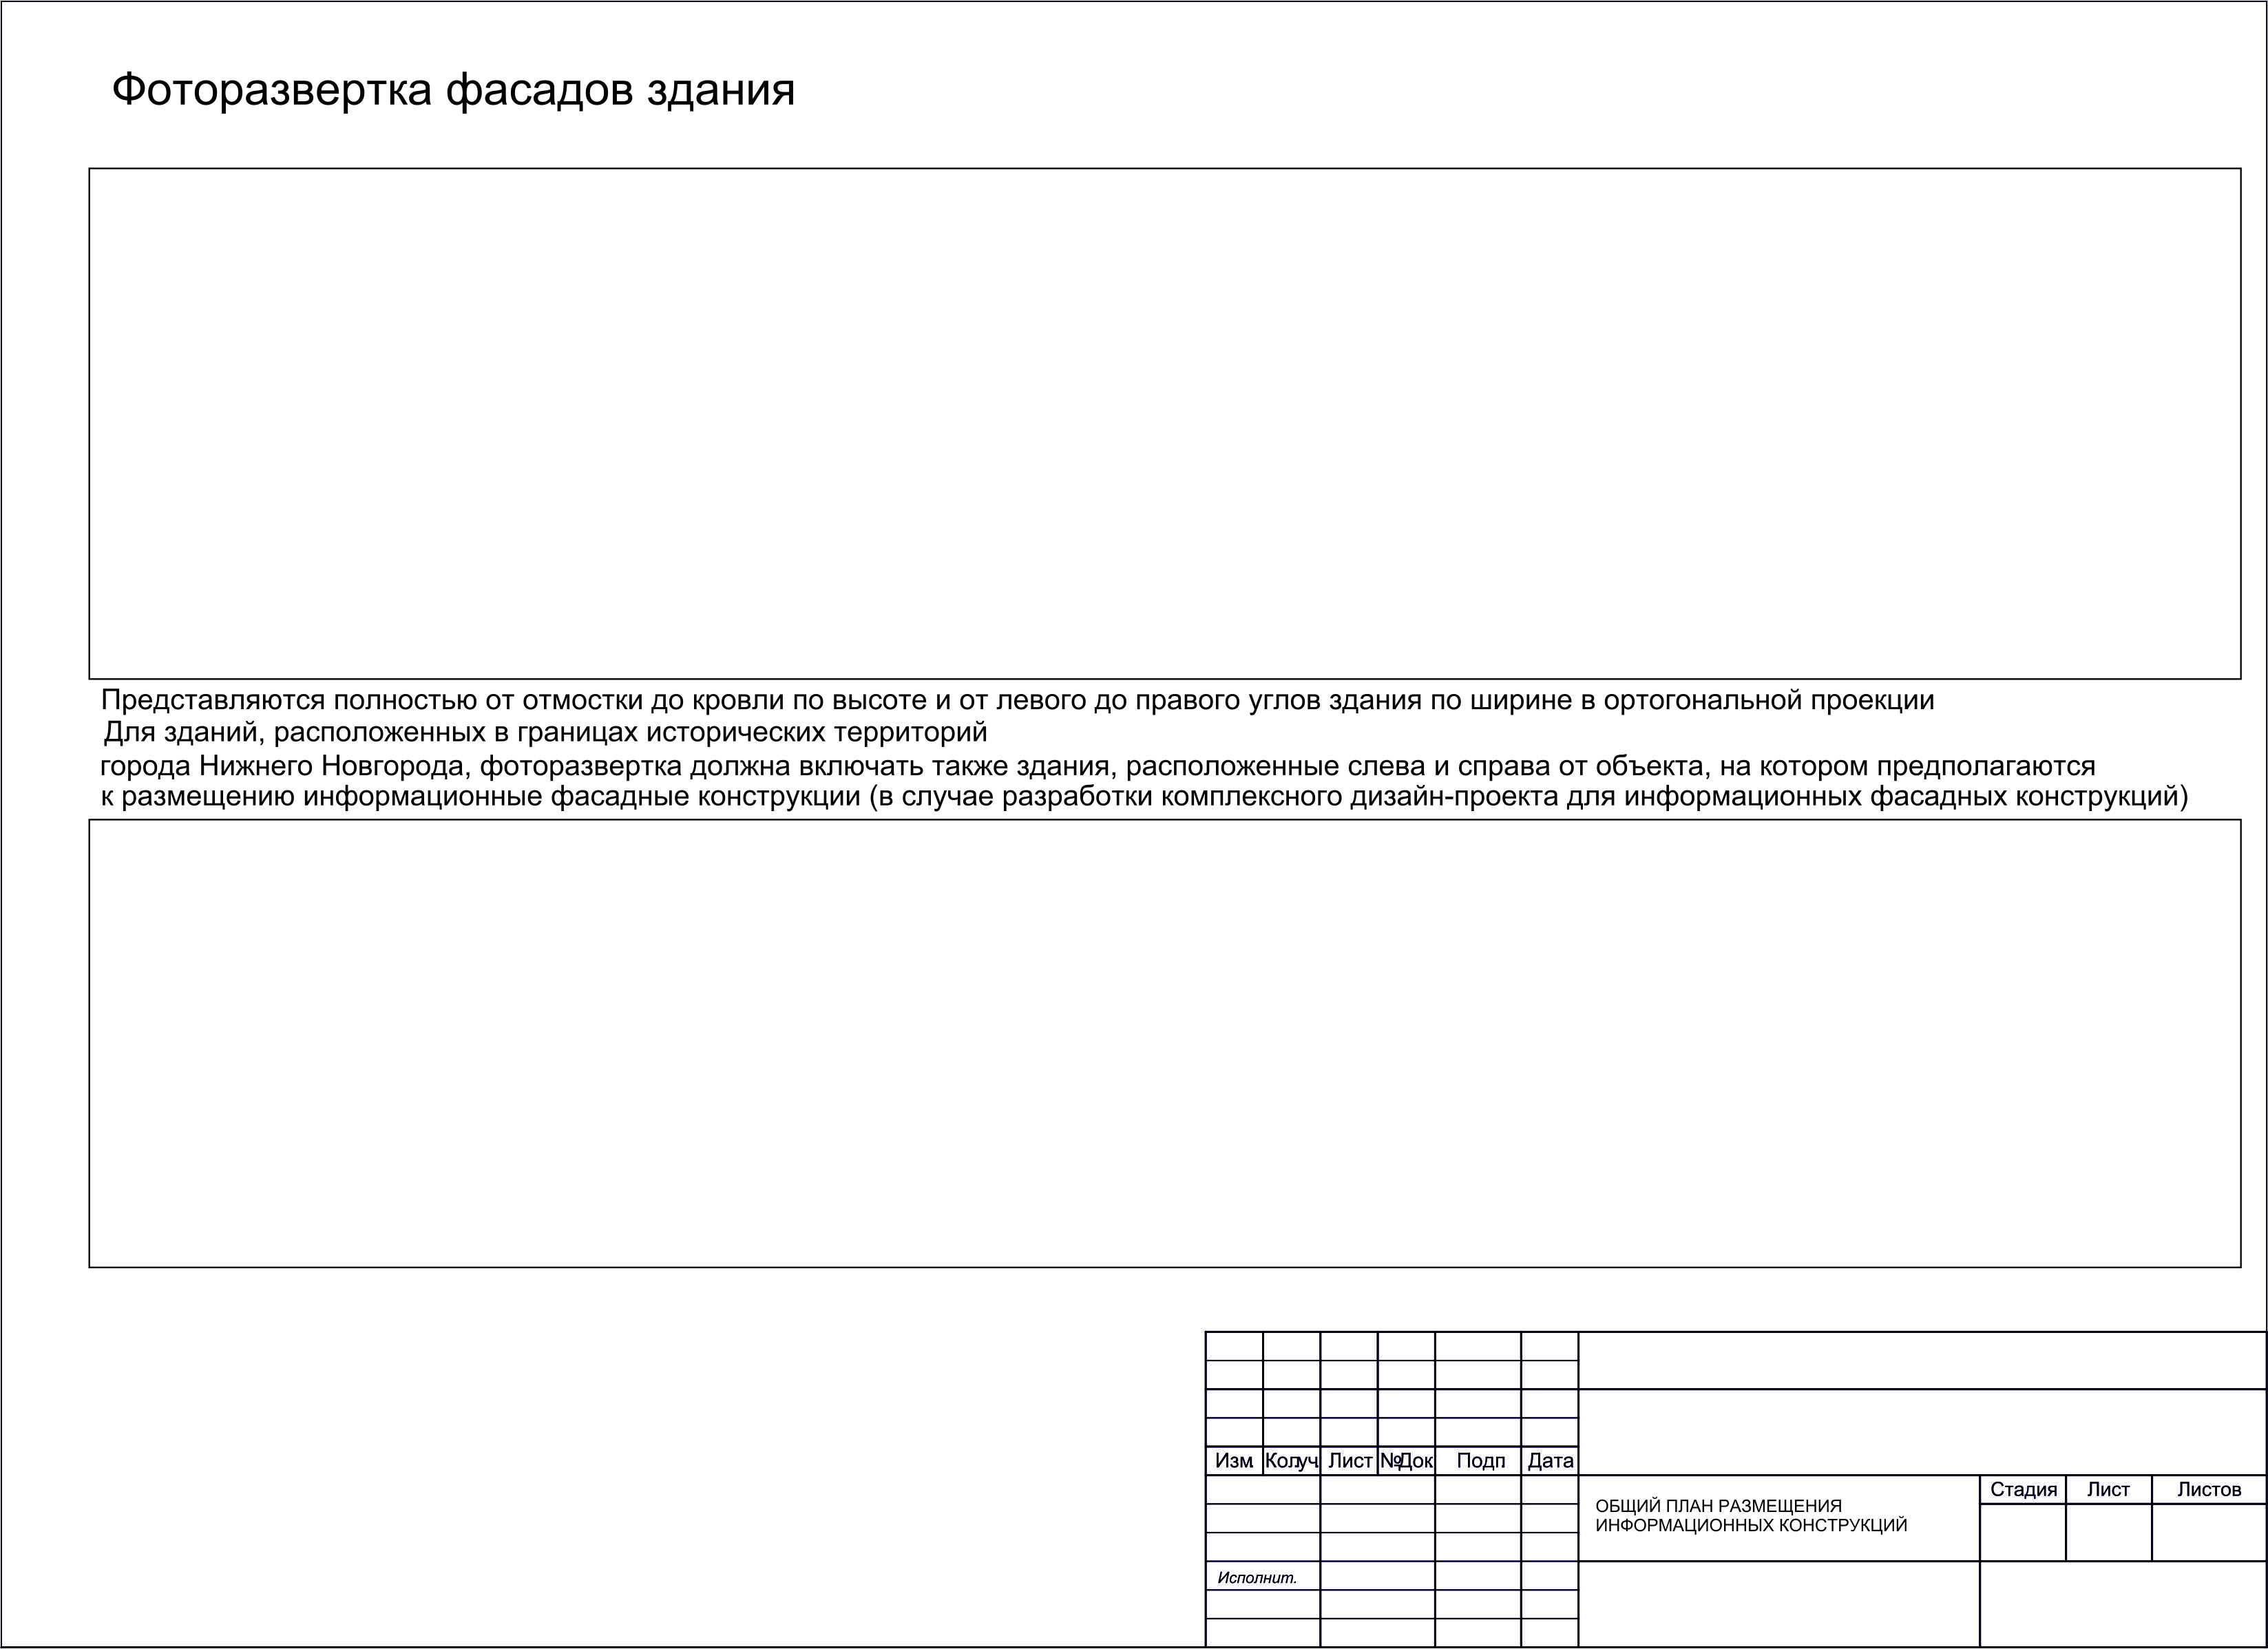 Фоторазвертка фасадов здания
Представляются полностью от отмостки до кровли по высоте и от левого до правого углов здания по ширине в ортогональной проекции
Для зданий, расположенных в границах исторических территорий
города Нижнего Новгорода, фоторазвертка должна включать также здания, расположенные слева и справа от объекта, на котором предполагаются
к размещению информационные фасадные конструкции (в случае разработки комплексного дизайн-проекта для информационных фасадных конструкций)
Изм. Кол.уч. Лист №Док. Подп. Дата
Стадия Лист Листов
ОБЩИЙ ПЛАН РАЗМЕЩЕНИЯ
ИНФОРМАЦИОННЫХ КОНСТРУКЦИЙ
Исполнит.